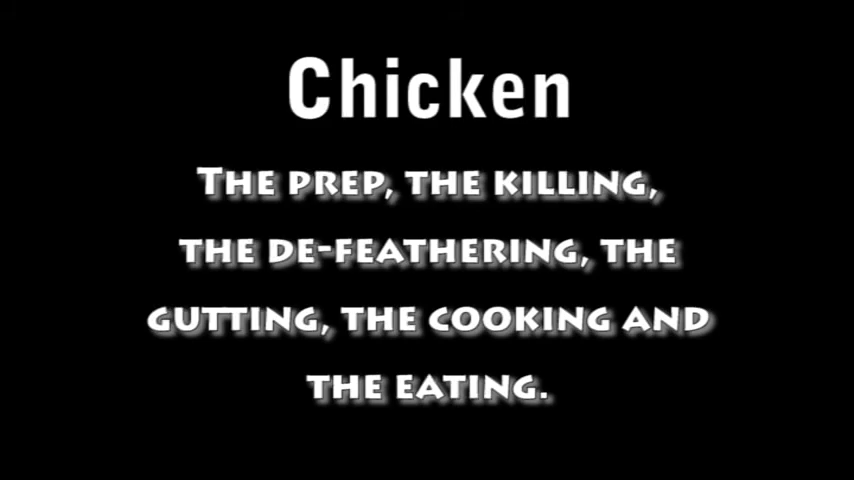 Chicken
The prep, the killing,
the de-feathering, the
gutting, the cooking and
the eating.